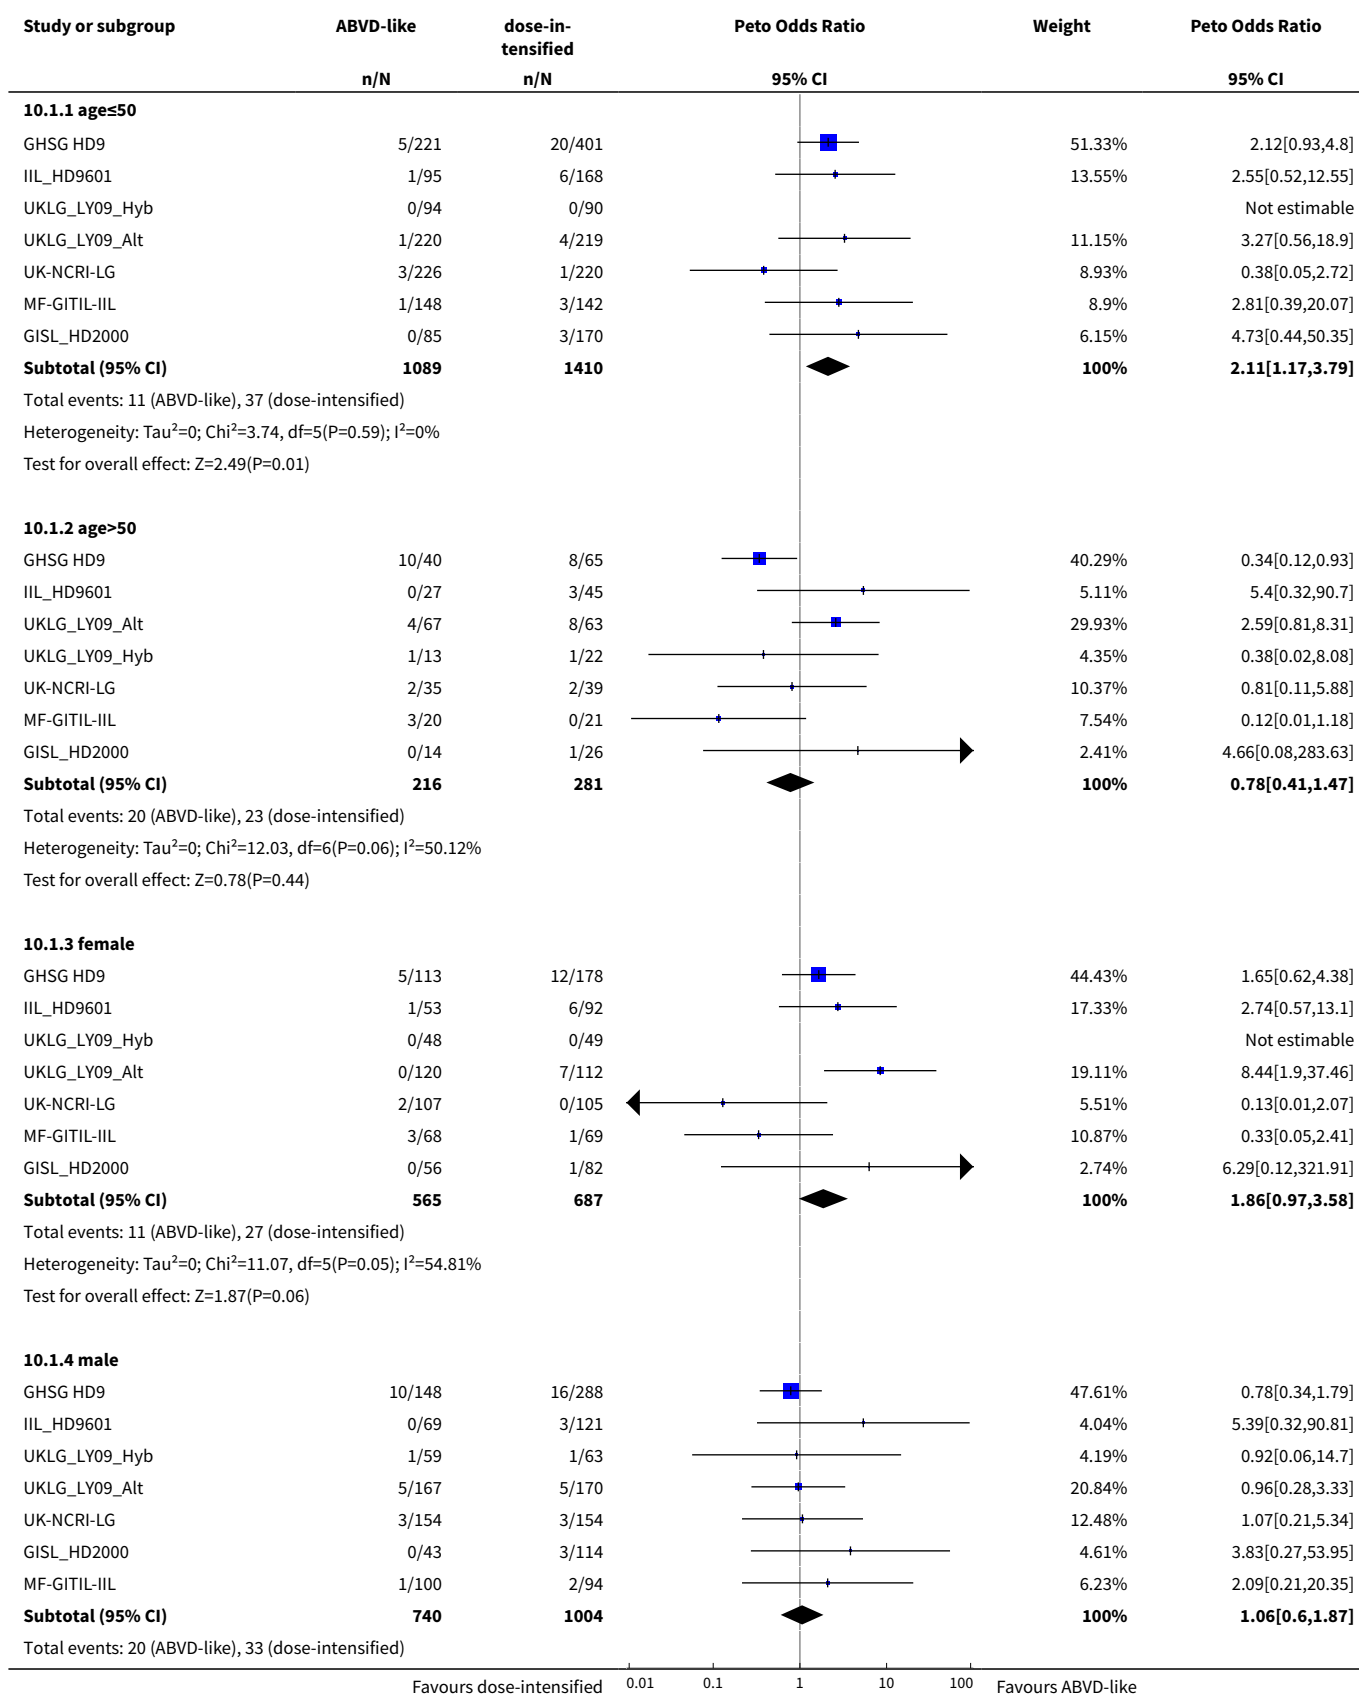 Study or subgroup ABVD-like dose-in- Peto Odds Ratio Weight Peto Odds Ratio
tensified
n/N n/N 95% CI 95% CI
10.1.1 age≤50
GHSG HD9 5/221 20/401 51.33% 2.12[0.93,4.8]
IIL_HD9601 1/95 6/168 13.55% 2.55[0.52,12.55]
UKLG_LY09_Hyb 0/94 0/90 Not estimable
UKLG_LY09_Alt 1/220 4/219 11.15% 3.27[0.56,18.9]
UK-NCRI-LG 3/226 1/220 8.93% 0.38[0.05,2.72]
MF-GITIL-IIL 1/148 3/142 8.9% 2.81[0.39,20.07]
GISL_HD2000 0/85 3/170 6.15% 4.73[0.44,50.35]
Subtotal (95% CI) 1089 1410 100% 2.11[1.17,3.79]
Total events: 11 (ABVD-like), 37 (dose-intensified)
Heterogeneity: Tau²=0; Chi²=3.74, df=5(P=0.59); I²=0%
Test for overall effect: Z=2.49(P=0.01)
10.1.2 age>50
GHSG HD9 10/40 8/65 40.29% 0.34[0.12,0.93]
IIL_HD9601 0/27 3/45 5.11% 5.4[0.32,90.7]
UKLG_LY09_Alt 4/67 8/63 29.93% 2.59[0.81,8.31]
UKLG_LY09_Hyb 1/13 1/22 4.35% 0.38[0.02,8.08]
UK-NCRI-LG 2/35 2/39 10.37% 0.81[0.11,5.88]
MF-GITIL-IIL 3/20 0/21 7.54% 0.12[0.01,1.18]
GISL_HD2000 0/14 1/26 2.41% 4.66[0.08,283.63]
Subtotal (95% CI) 216 281 100% 0.78[0.41,1.47]
Total events: 20 (ABVD-like), 23 (dose-intensified)
Heterogeneity: Tau²=0; Chi²=12.03, df=6(P=0.06); I²=50.12%
Test for overall effect: Z=0.78(P=0.44)
10.1.3 female
GHSG HD9 5/113 12/178 44.43% 1.65[0.62,4.38]
IIL_HD9601 1/53 6/92 17.33% 2.74[0.57,13.1]
UKLG_LY09_Hyb 0/48 0/49 Not estimable
UKLG_LY09_Alt 0/120 7/112 19.11% 8.44[1.9,37.46]
UK-NCRI-LG 2/107 0/105 5.51% 0.13[0.01,2.07]
MF-GITIL-IIL 3/68 1/69 10.87% 0.33[0.05,2.41]
GISL_HD2000 0/56 1/82 2.74% 6.29[0.12,321.91]
Subtotal (95% CI) 565 687 100% 1.86[0.97,3.58]
Total events: 11 (ABVD-like), 27 (dose-intensified)
Heterogeneity: Tau²=0; Chi²=11.07, df=5(P=0.05); I²=54.81%
Test for overall effect: Z=1.87(P=0.06)
10.1.4 male
GHSG HD9 10/148 16/288 47.61% 0.78[0.34,1.79]
IIL_HD9601 0/69 3/121 4.04% 5.39[0.32,90.81]
UKLG_LY09_Hyb 1/59 1/63 4.19% 0.92[0.06,14.7]
UKLG_LY09_Alt 5/167 5/170 20.84% 0.96[0.28,3.33]
UK-NCRI-LG 3/154 3/154 12.48% 1.07[0.21,5.34]
GISL_HD2000 0/43 3/114 4.61% 3.83[0.27,53.95]
MF-GITIL-IIL 1/100 2/94 6.23% 2.09[0.21,20.35]
Subtotal (95% CI) 740 1004 100% 1.06[0.6,1.87]
Total events: 20 (ABVD-like), 33 (dose-intensified)
Favours dose-intensified 0.01 0.1 1 10 100 Favours ABVD-like